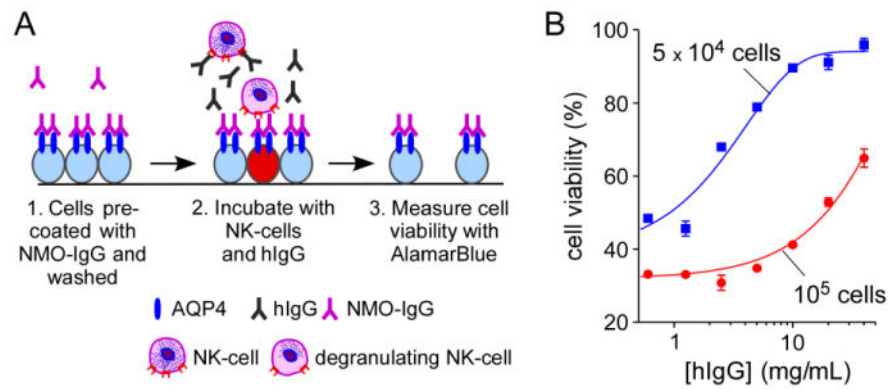 A
1. Cells pre-
coated with
NMO-IgG and
washed
2. Incubate with
NK-cells
and hIgG
3. Measure cell
viability with
AlamarBlue
AQP4
hIgG
NMO-IgG
NK-cell
degranulating NK-cell
B
cell viability (%)
100
80
60
40
20
5 x 10⁴
cells
10⁵ cells
1
10
[hIgG] (mg/mL)